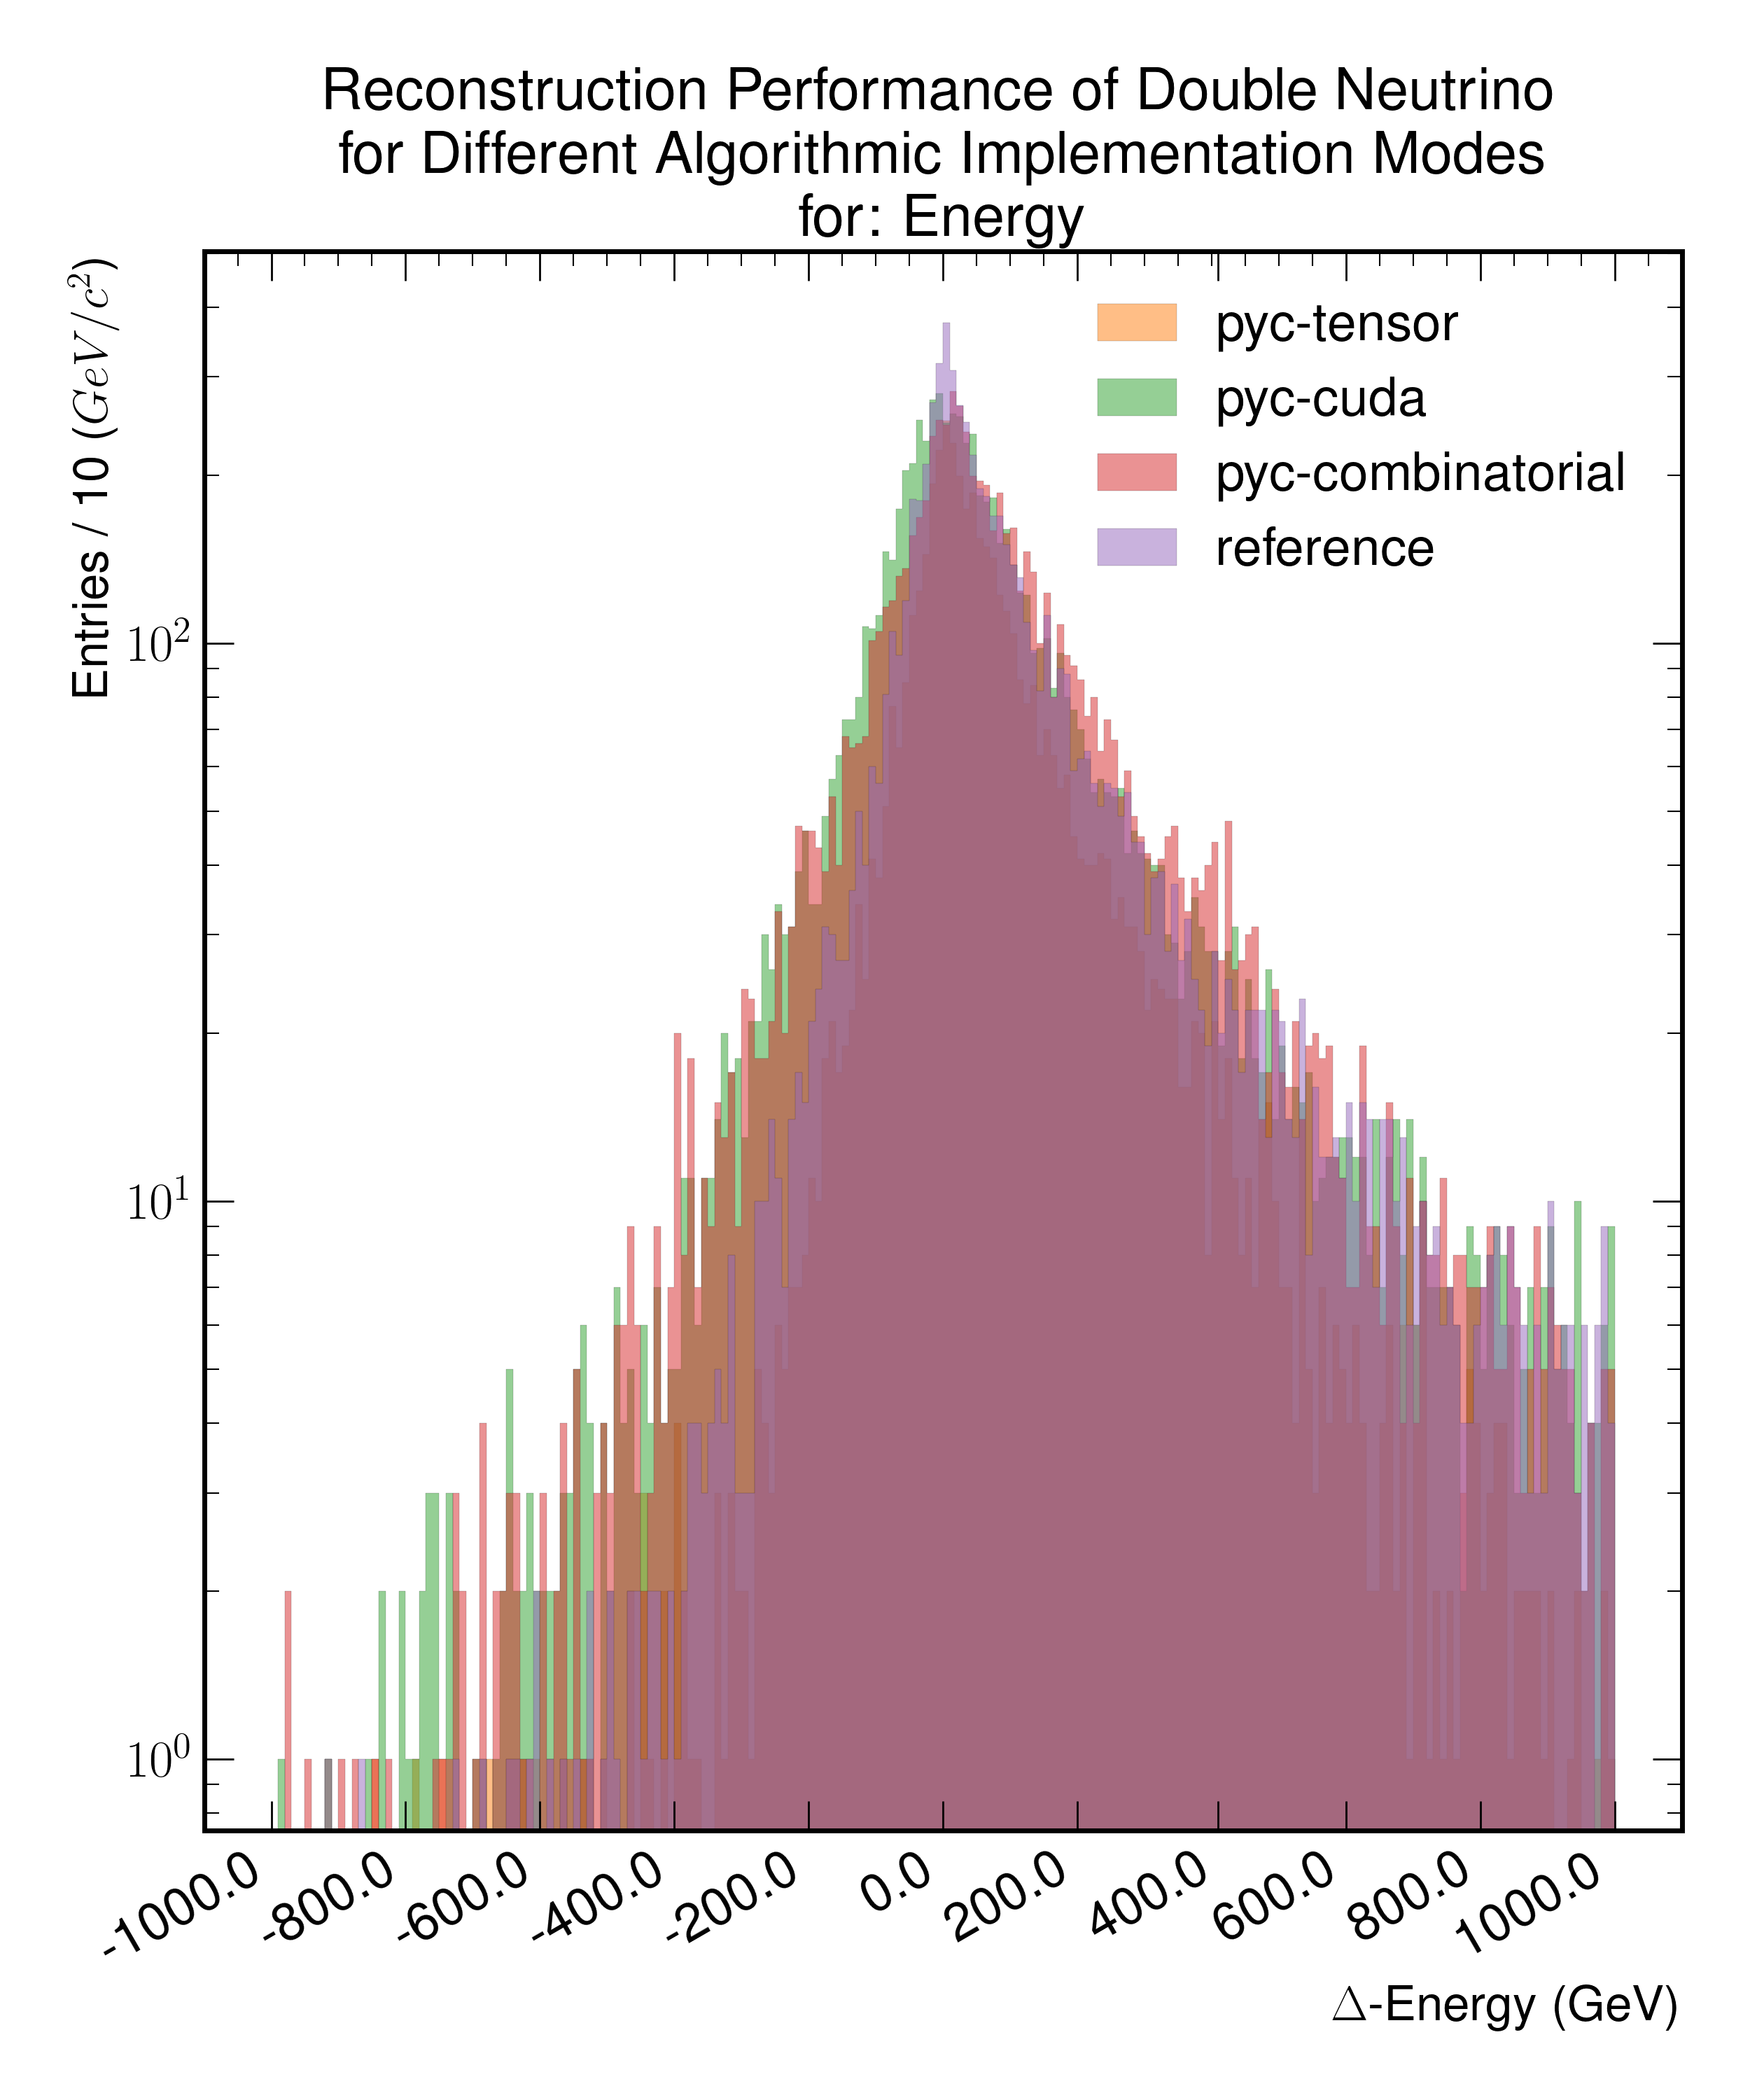 Reconstruction Performance of Double Neutrino
for Different Algorithmic Implementation Modes
for: Energy
Entries / 10 (GeV/c²)
pyc-tensor
pyc-cuda
pyc-combinatorial
reference
10²
10¹
10⁰
-1000.0 -800.0 -600.0 -400.0 -200.0 0.0 200.0 400.0 600.0 800.0 1000.0
Δ-Energy (GeV)